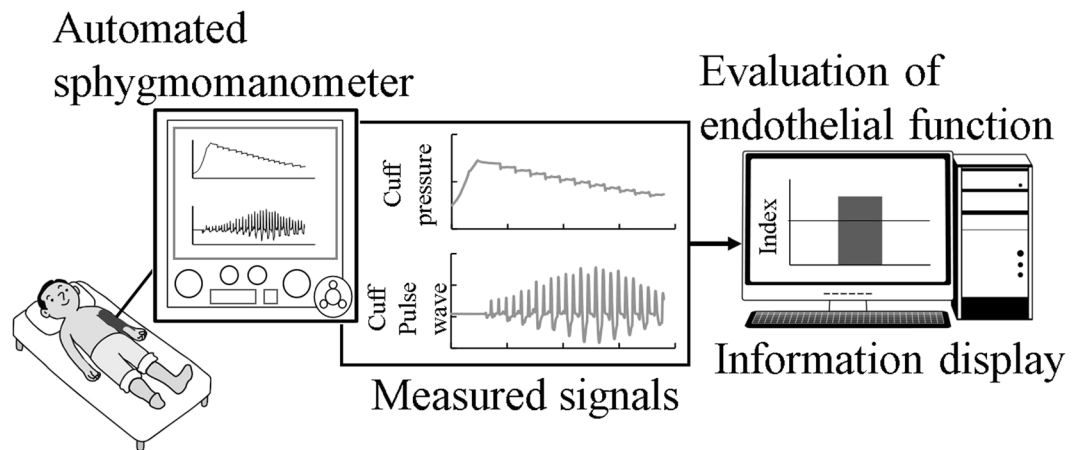 Automated
sphygmomanometer
Cuff
pressure
Cuff
Pulse
wave
Measured signals
Evaluation of
endothelial function
Index
Information display